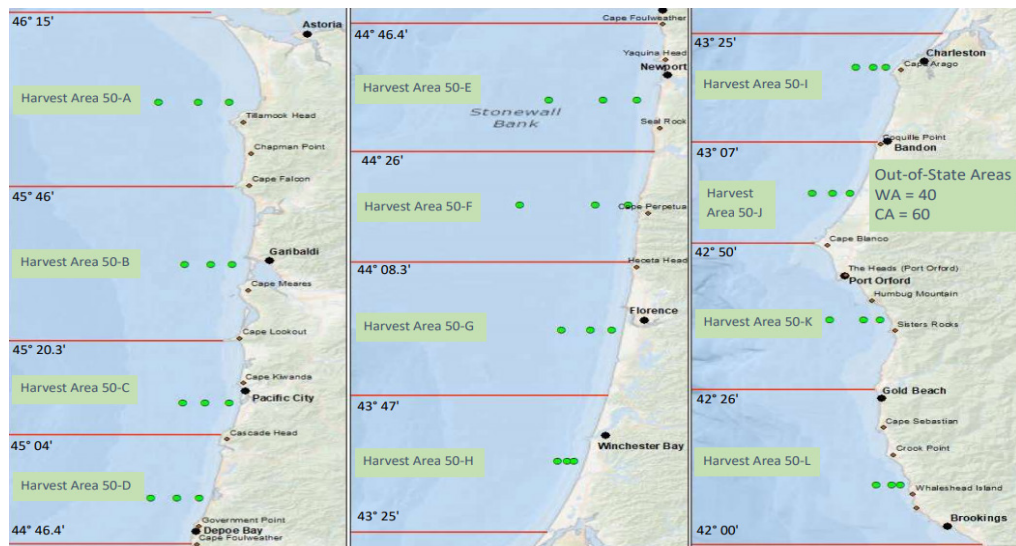 46° 15'
Astoria
Harvest Area 50-A
Tillamook Head
Chapman Point
Cape Falcon
45° 46'
Garibaldi
Harvest Area 50-B
Cape Meares
Cape Lookout
45° 20.3'
Cape Kiwanda
Harvest Area 50-C
Pacific City
Cascade Head
45° 04'
Harvest Area 50-D
Government Point
Depoe Bay
44° 46.4'
Cape Foulweather
Cape Foulweather
44° 46.4'
Yaquina Head
Newport
Harvest Area 50-E
Stonewall
Bank
Seal Rock
44° 26'
Harvest Area 50-F
Cape Perpetua
44° 08.3'
Heceta Head
Florence
Harvest Area 50-G
43° 47'
Winchester Bay
Harvest Area 50-H
43° 25'
43° 25'
Charleston
Cape Arago
Harvest Area 50-I
Coquille Point
Bandon
43° 07'
Out-of-State Areas
WA = 40
CA = 60
Harvest
Area 50-J
Cape Blanco
42° 50'
The Heads (Port Orford)
Port Orford
Humbug Mountain
Harvest Area 50-K
Sisters Rocks
Gold Beach
42° 26'
Cape Sebastian
Crook Point
Harvest Area 50-L
Whaleshead Island
Brookings
42° 00'